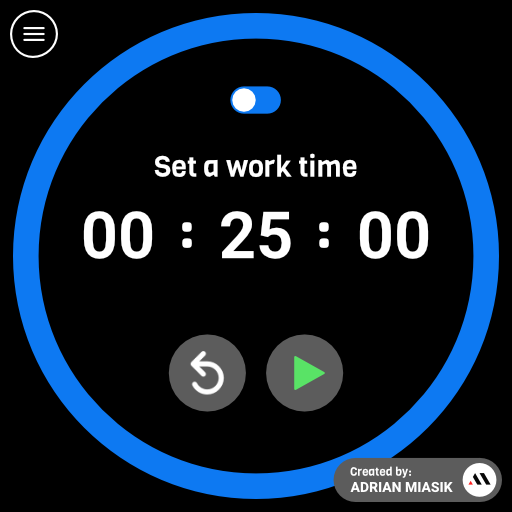 Set a work time
00 : 25 : 00
Created by:
ADRIAN MIASIK